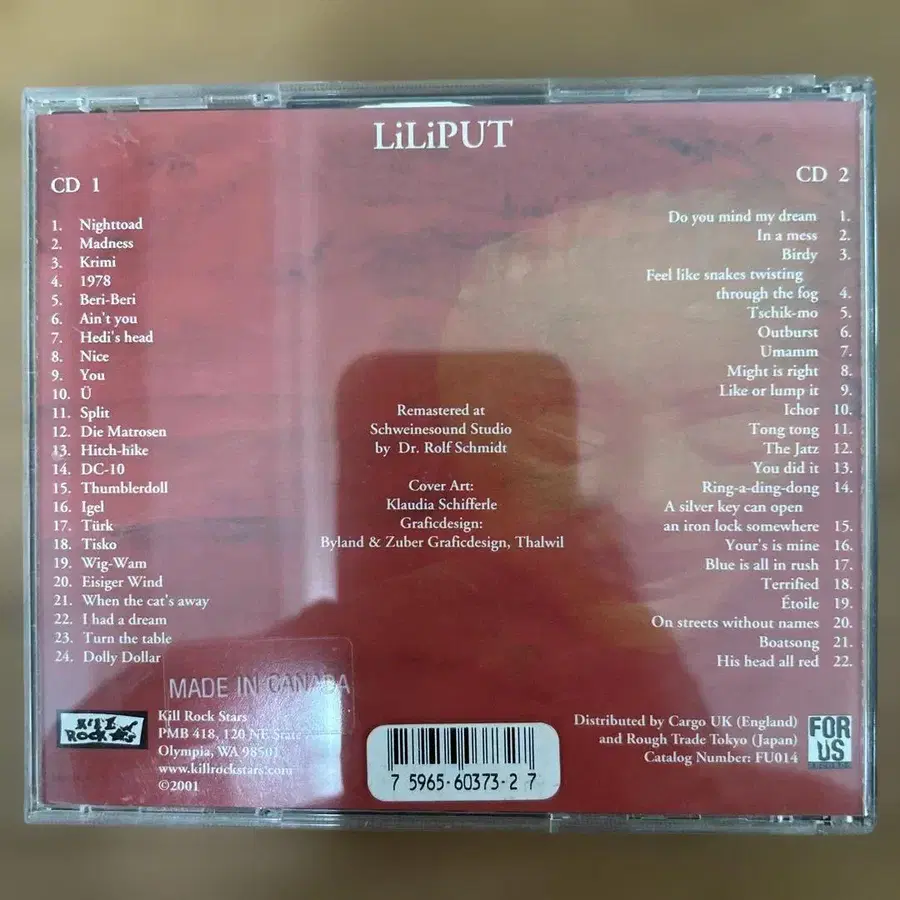 LiLiPUT
CD 1
1. Nighttoad
2. Madness
3. Krimi
4. 1978
5. Beri-Beri
6. Ain't you
7. Hedi's head
8. Nice
9. You
10. Ü
11. Split
12. Die Matrosen
13. Hitch-hike
14. DC-10
15. Thumblerdoll
16. Igel
17. Türk
18. Tisko
19. Wig-Wam
20. Eisiger Wind
21. When the cat's away
22. I had a dream
23. Turn the table
24. Dolly Dollar
Remastered at
Schweinesound Studio
by Dr. Rolf Schmidt
Cover Art:
Klaudia Schifferle
Graficdesign:
Byland & Zuber Graficdesign, Thalwil
CD 2
Do you mind my dream 1.
In a mess 2.
Birdy 3.
Feel like snakes twisting
through the fog 4.
Tschik-mo 5.
Outburst 6.
Umamm 7.
Might is right 8.
Like or lump it 9.
Ichor 10.
Tong tong 11.
The Jatz 12.
You did it 13.
Ring-a-ding-dong 14.
A silver key can open
an iron lock somewhere 15.
Your's is mine 16.
Blue is all in rush 17.
Terrified 18.
Étoile 19.
On streets without names 20.
Boatsong 21.
His head all red 22.
MADE IN CANADA
KILL
ROCK
Kill Rock Stars
PMB 418, 120 NE State
Olympia, WA 98501
www.killrockstars.com
©2001
7 5965-60373-2 7
Distributed by Cargo UK (England)
and Rough Trade Tokyo (Japan)
Catalog Number: FU014
FOR
US